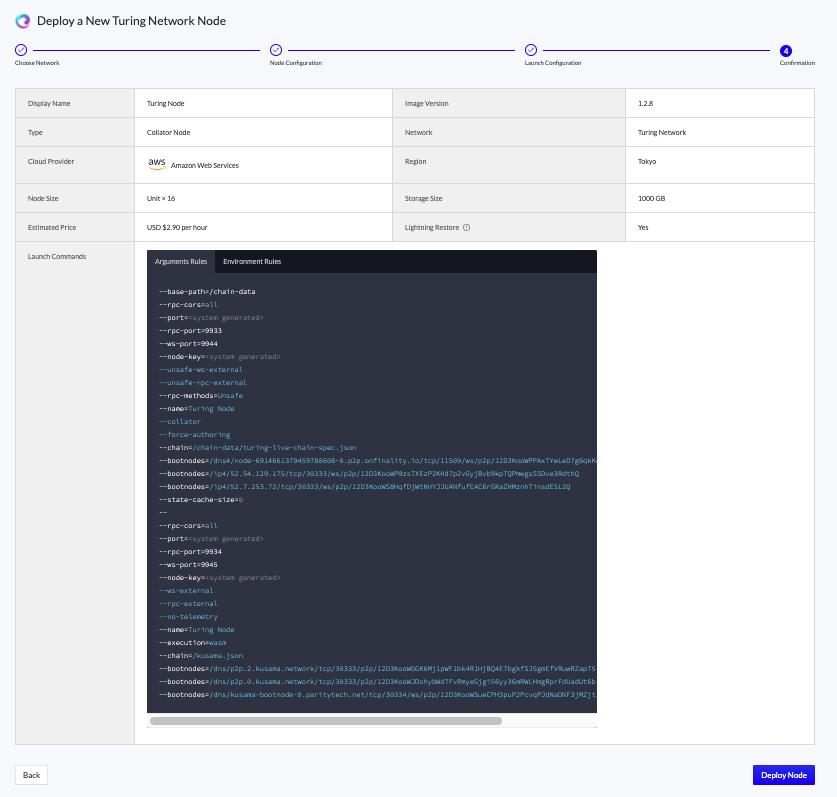 Deploy a New Turing Network Node
Choose Network
Node Configuration
Launch Configuration
4
Confirmation
Display Name Turing Node Image Version 1.2.8
Type Collator Node Network Turing Network
Cloud Provider aws Amazon Web Services Region Tokyo
Node Size Unit × 16 Storage Size 1000 GB
Estimated Price USD $2.90 per hour Lightning Restore Yes
Launch Commands
Arguments Rules Environment Rules
--base-path=/chain-data
--rpc-cors=all
--port=<system generated>
--rpc-port=9933
--ws-port=9944
--node-key=<system generated>
--unsafe-ws-external
--unsafe-rpc-external
--rpc-methods=Unsafe
--name=Turing Node
--collator
--force-authoring
--chain=/chain-data/turing-live-chain-spec.json
--bootnodes=/dns4/node-6914661379459780608-0.p2p.onfinality.io/tcp/11509/ws/p2p/
--bootnodes=/ip4/52.54.129.175/tcp/30333/ws/p2p/
--bootnodes=/ip4/52.7.253.72/tcp/30333/ws/p2p/
--state-cache-size=0
--
--rpc-cors=all
--port=<system generated>
--rpc-port=9934
--ws-port=9945
--node-key=<system generated>
--ws-external
--rpc-external
--no-telemetry
--name=Turing Node
--execution=wasm
--chain=/kusama.json
--bootnodes=/dns/p2p.2.kusama.network/tcp/30333/p2p/
--bootnodes=/dns/p2p.0.kusama.network/tcp/30333/p2p/
--bootnodes=/dns/kusama-bootnode-0.paritytech.net/tcp/30334/ws/p2p/
Back
Deploy Node